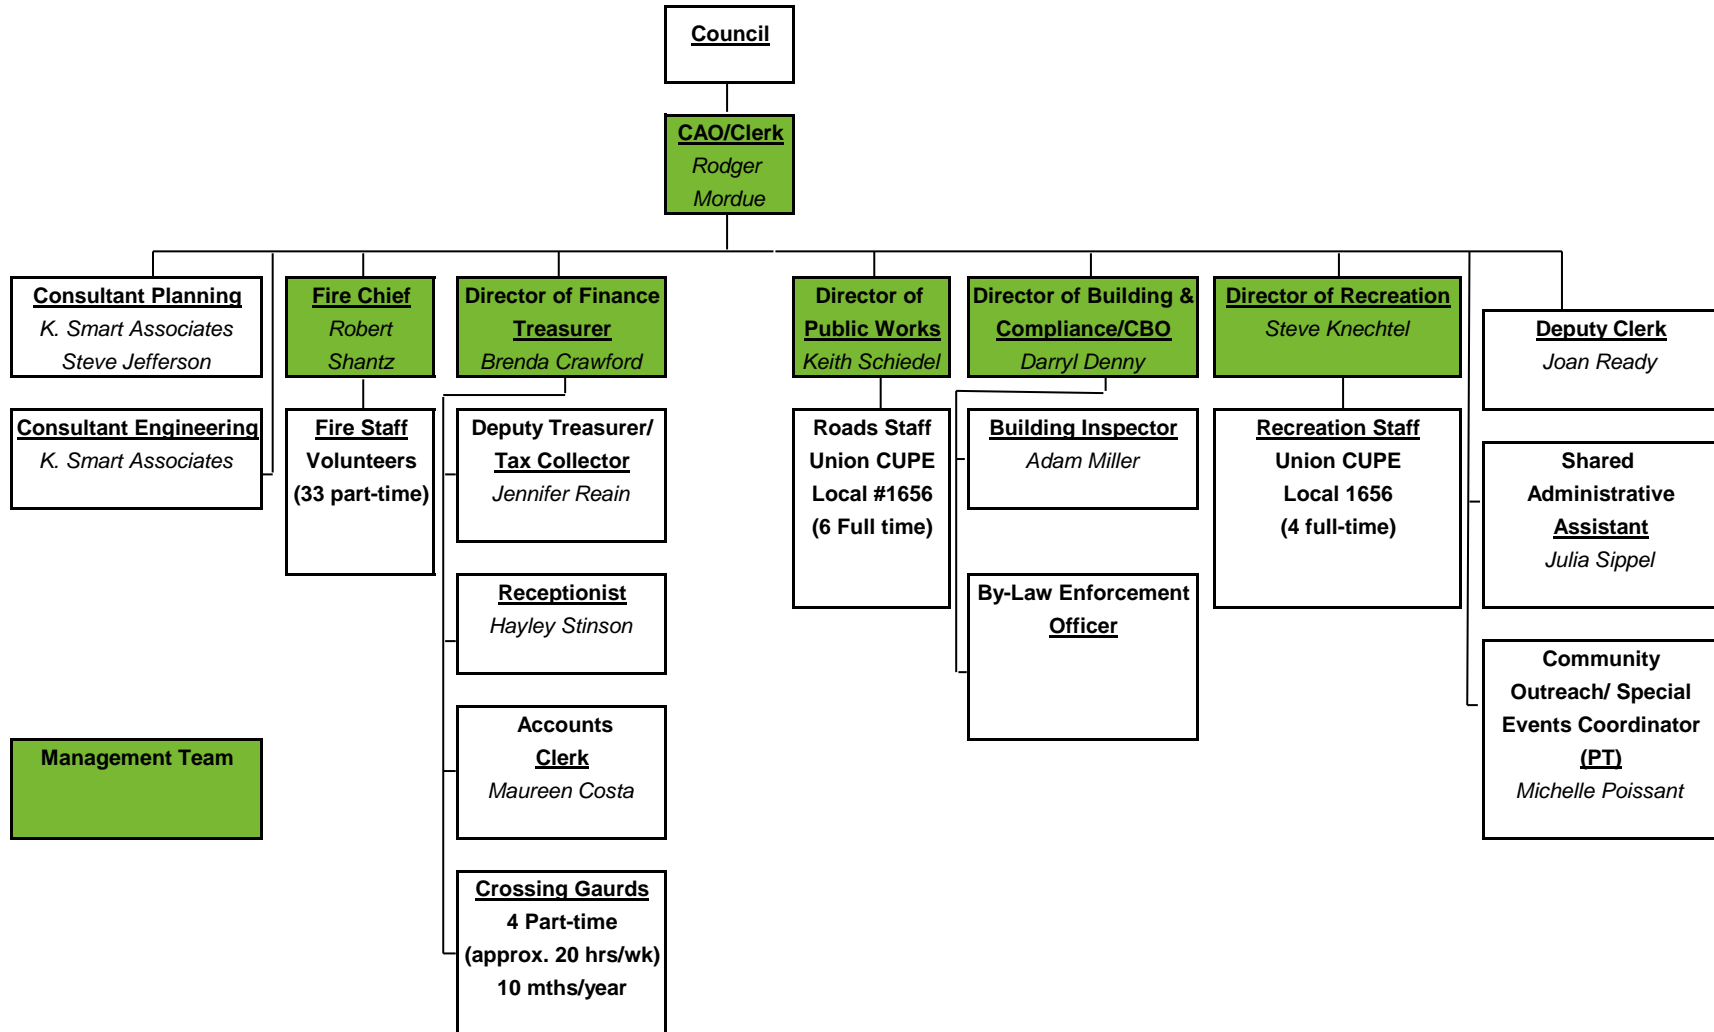 Council
CAO/Clerk
Rodger
Mordue
Consultant Planning
K. Smart Associates
Steve Jefferson
Fire Chief
Robert
Shantz
Director of Finance
Treasurer
Brenda Crawford
Director of
Public Works
Keith Schiedel
Director of Building &
Compliance/CBO
Darryl Denny
Director of Recreation
Steve Knechtel
Deputy Clerk
Joan Ready
Consultant Engineering
K. Smart Associates
Fire Staff
Volunteers
(33 part-time)
Deputy Treasurer/
Tax Collector
Jennifer Reain
Roads Staff
Union CUPE
Local #1656
(6 Full time)
Building Inspector
Adam Miller
Recreation Staff
Union CUPE
Local 1656
(4 full-time)
Shared
Administrative
Assistant
Julia Sippel
Receptionist
Hayley Stinson
By-Law Enforcement
Officer
Community
Outreach/ Special
Events Coordinator
(PT)
Michelle Poissant
Management Team
Accounts
Clerk
Maureen Costa
Crossing Gaurds
4 Part-time
(approx. 20 hrs/wk)
10 mths/year